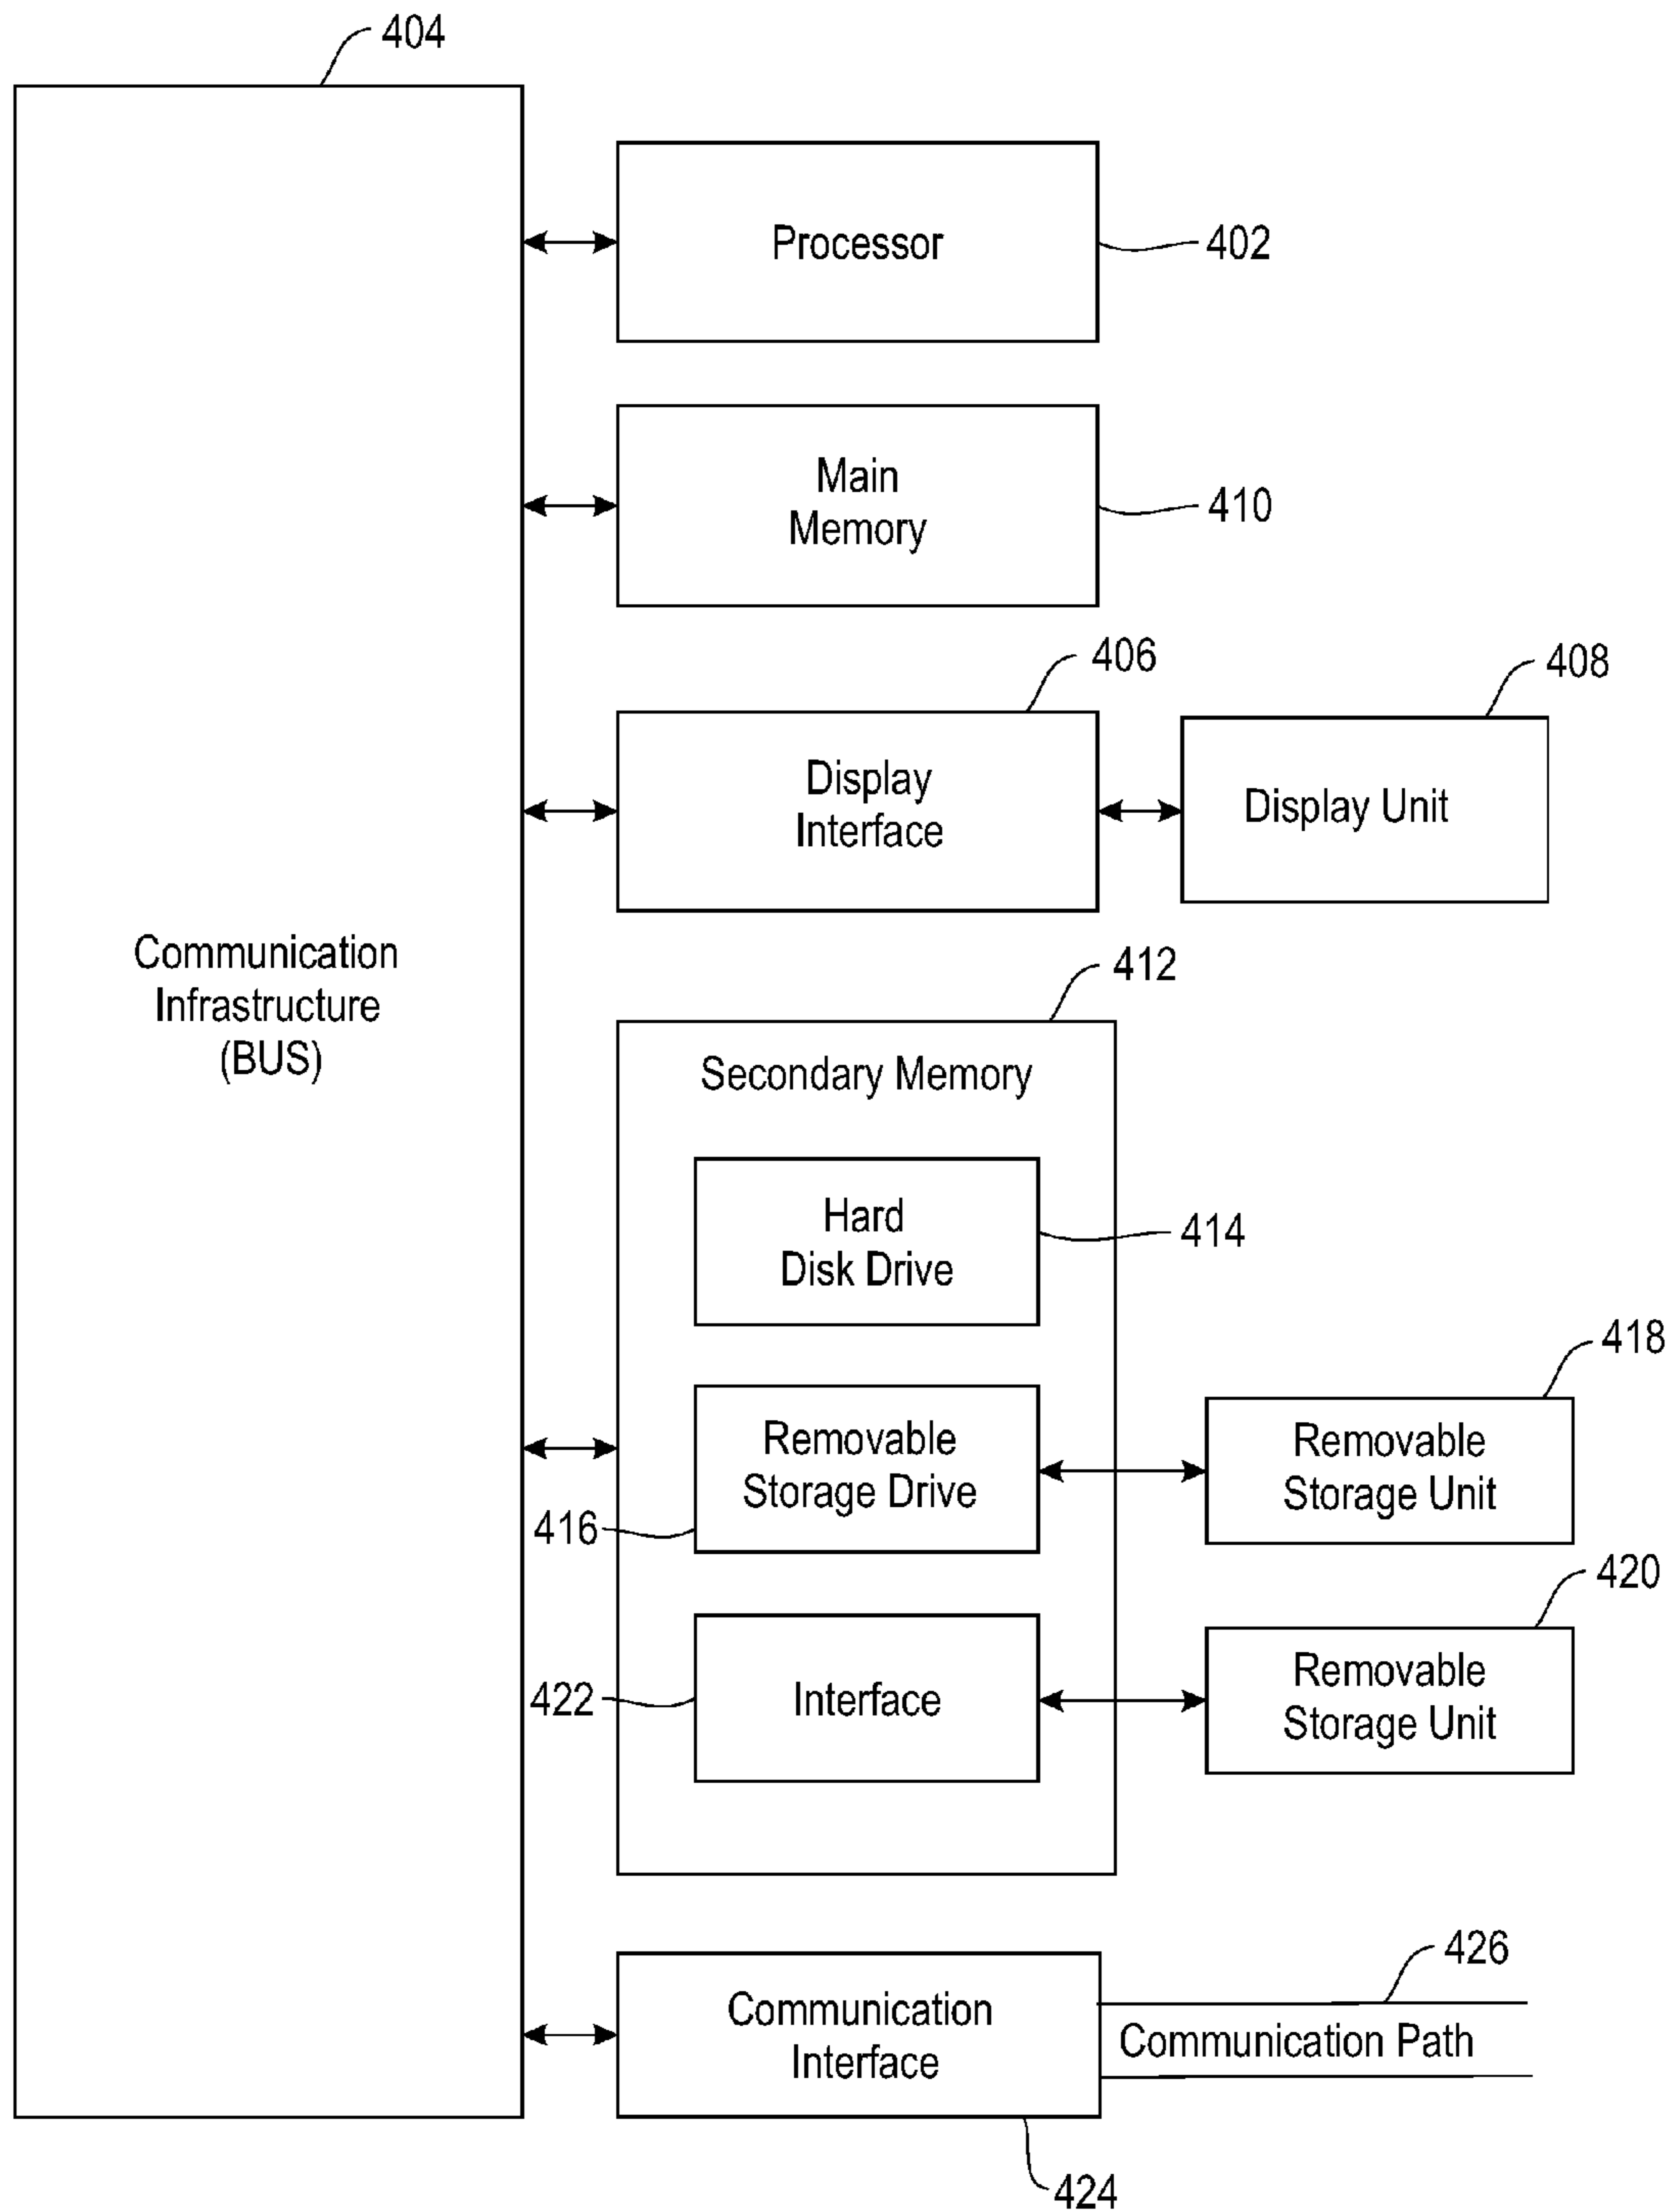 404
Processor
402
Main
Memory
410
406
408
Display
Interface
Display Unit
Communication
Infrastructure
(BUS)
412
Secondary Memory
Hard
Disk Drive
414
418
Removable
Storage Drive
416
Removable
Storage Unit
420
Interface
422
Removable
Storage Unit
426
Communication
Interface
Communication Path
424